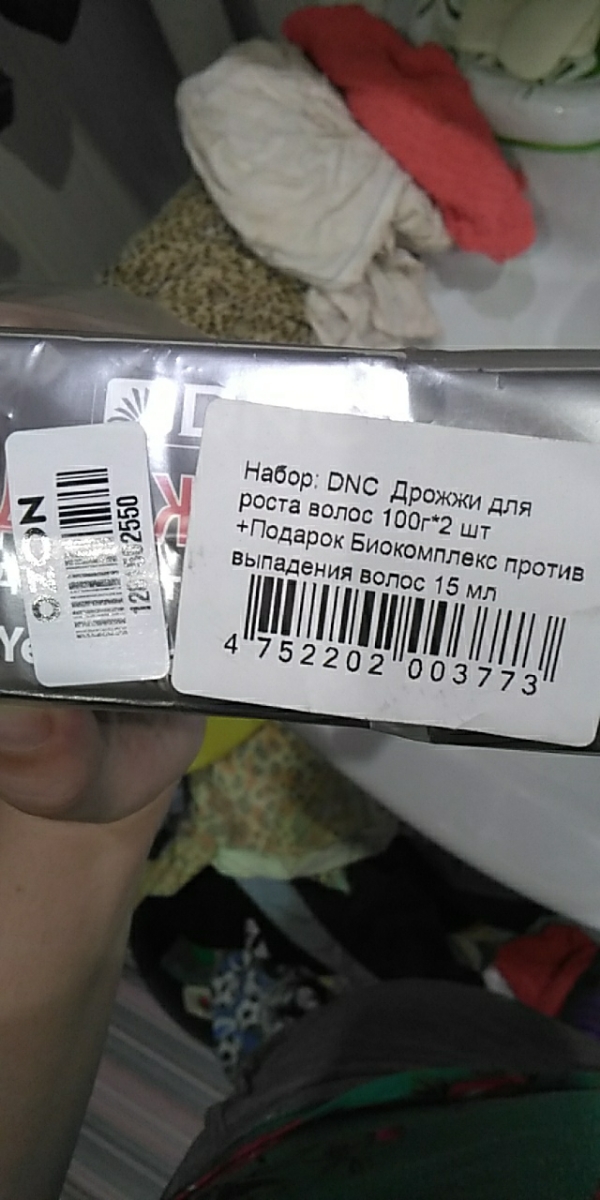 OZON
Набор: DNC Дрожжи для
роста волос 100г*2 шт
+Подарок Биокомплекс против
выпадения волос 15 мл
4 752202 003773